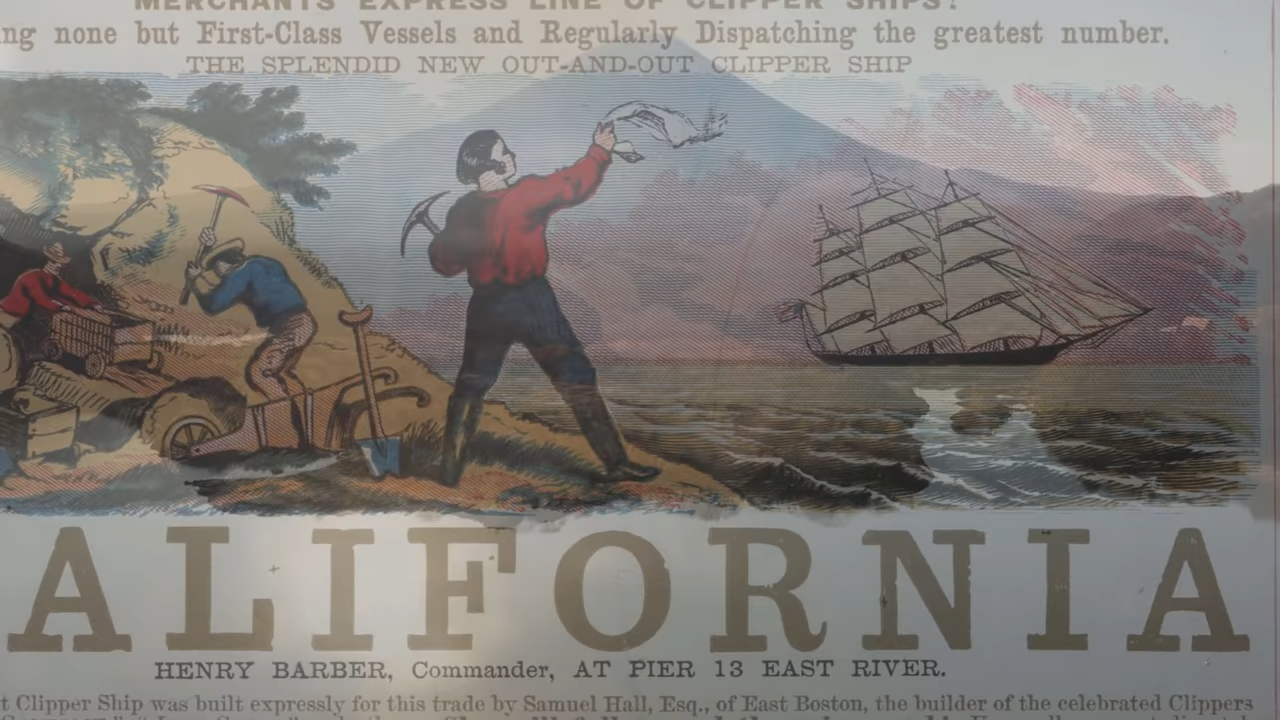 MERCHANTS EXPRESS LINE OF CLIPPER SHIPS!
ng none but First-Class Vessels and Regularly Dispatching the greatest number.
THE SPLENDID NEW OUT-AND-OUT CLIPPER SHIP
ALIFORNIA
HENRY BARBER, Commander, AT PIER 13 EAST RIVER.
t Clipper Ship was built expressly for this trade by Samuel Hall, Esq., of East Boston, the builder of the celebrated Clippers